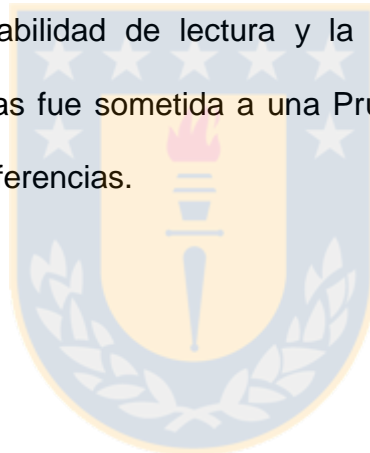 abilidad de lectura y la
as fue sometida a una Pru
ferencias.